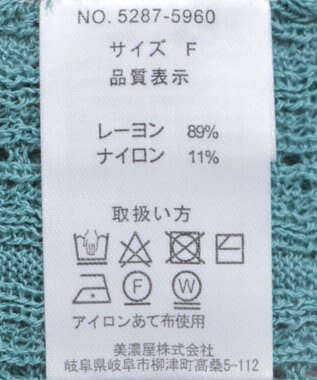 NO. 5287-5960
サイズ F
品質表示
レーヨン 89%
ナイロン 11%
取扱い方
F W
アイロンあて布使用
美濃屋株式会社
岐阜県岐阜市柳津町高桑5-112